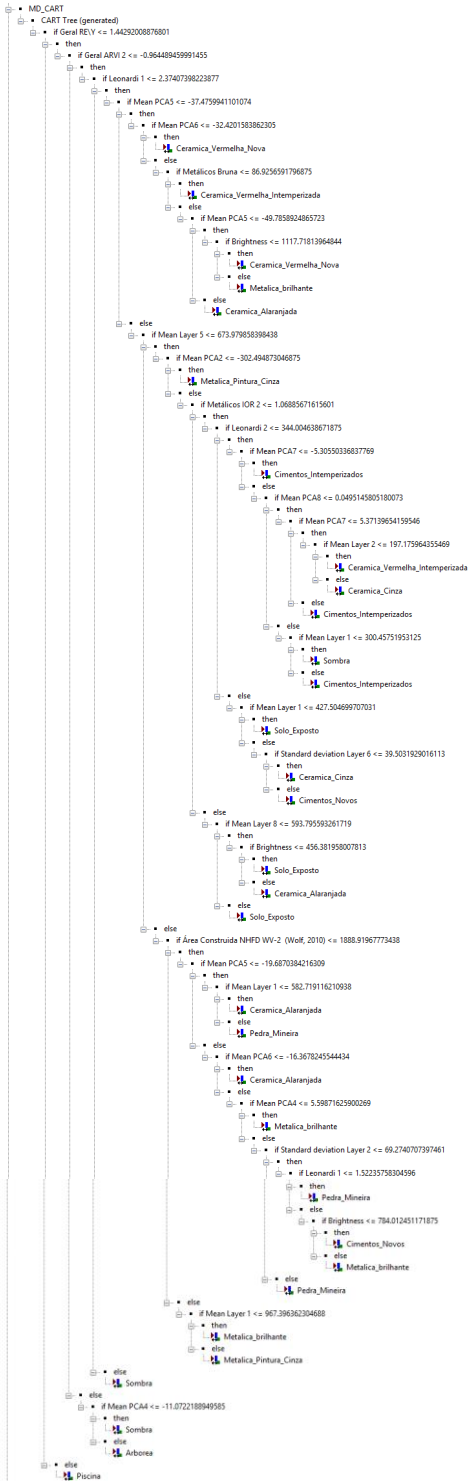 MD_CART
CART Tree (generated)
if Geral RE\Y <= 1.44292008876801
then
if Geral ARVI 2 <= -0.964489459991455
then
if Leonardi 1 <= 2.37407398223877
then
if Mean PCA5 <= -37.4759941101074
then
if Mean PCA6 <= -32.4201583862305
then
Ceramica_Vermelha_Nova
else
if Metálicos Bruna <= 86.9256591796875
then
Ceramica_Vermelha_Intemperizada
else
if Mean PCA5 <= -49.7858924865723
then
if Brightness <= 1117.71813964844
then
Ceramica_Vermelha_Nova
else
Metalica_brilhante
else
Ceramica_Alaranjada
else
if Mean Layer 5 <= 673.979858398438
then
if Mean PCA2 <= -302.494873046875
then
Metalica_Pintura_Cinza
else
if Metálicos IOR 2 <= 1.06885671615601
then
if Leonardi 2 <= 344.004638671875
then
if Mean PCA7 <= -5.30550336837769
then
Cimentos_Intemperizados
else
if Mean PCA8 <= 0.0495145805180073
then
if Mean PCA7 <= 5.37139654159546
then
if Mean Layer 2 <= 197.175964355469
then
Ceramica_Vermelha_Intemperizada
else
Ceramica_Cinza
else
Cimentos_Intemperizados
else
if Mean Layer 1 <= 300.45751953125
then
Sombra
else
Cimentos_Intemperizados
else
if Mean Layer 1 <= 427.504699707031
then
Solo_Exposto
else
if Standard deviation Layer 6 <= 39.5031929016113
then
Ceramica_Cinza
else
Cimentos_Novos
else
if Mean Layer 8 <= 593.795593261719
then
if Brightness <= 456.381958007813
then
Solo_Exposto
else
Ceramica_Alaranjada
else
Solo_Exposto
else
if Área Construida NHFD WV-2 (Wolf, 2010) <= 1888.91967773438
then
if Mean PCA5 <= -19.6870384216309
then
if Mean Layer 1 <= 582.719116210938
then
Ceramica_Alaranjada
else
Pedra_Mineira
else
if Mean PCA6 <= -16.3678245544434
then
Ceramica_Alaranjada
else
if Mean PCA4 <= 5.59871625900269
then
Metalica_brilhante
else
if Standard deviation Layer 2 <= 69.2740707397461
then
if Leonardi 1 <= 1.52235758304596
then
Pedra_Mineira
else
if Brightness <= 784.012451171875
then
Cimentos_Novos
else
Metalica_brilhante
else
Pedra_Mineira
else
if Mean Layer 1 <= 967.396362304688
then
Metalica_brilhante
else
Metalica_Pintura_Cinza
else
Sombra
else
if Mean PCA4 <= -11.0722188949585
then
Sombra
else
Arborea
else
Piscina